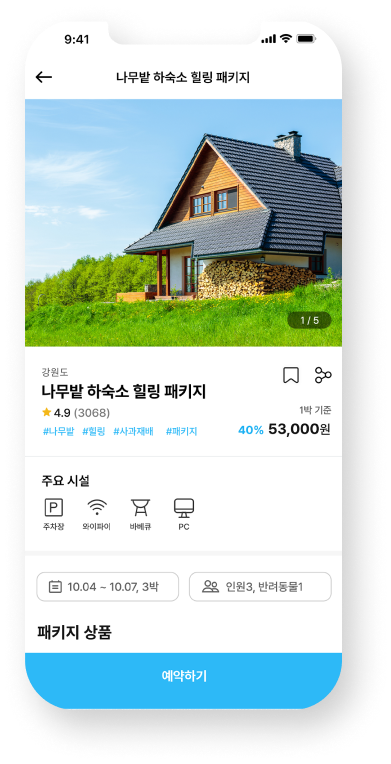 9:41
나무밭 하숙소 힐링 패키지
1 / 5
강원도
나무밭 하숙소 힐링 패키지
4.9 (3068)
1박 기준
#나무밭 #힐링 #사과재배 #패키지
40% 53,000원
주요 시설
P
주차장 와이파이 바베큐 PC
10.04 ~ 10.07, 3박 인원3, 반려동물1
패키지 상품
예약하기